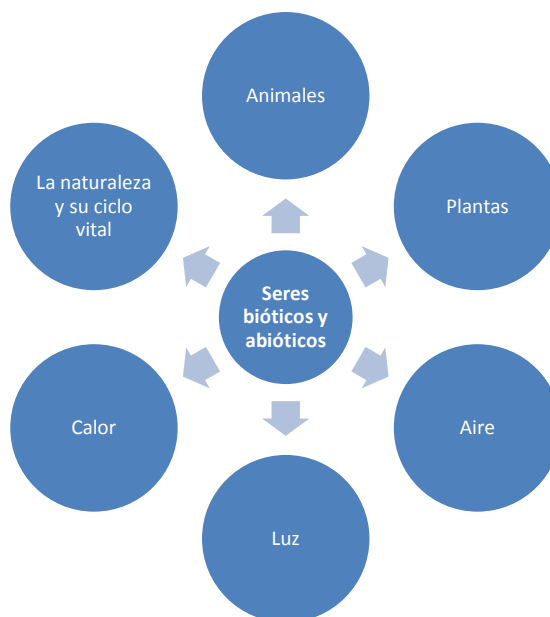 Animales
La naturaleza
y su ciclo
vital
Plantas
Seres
bióticos y
abióticos
Calor
Aire
Luz